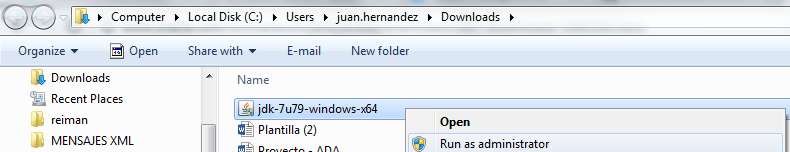 Computer Local Disk (C:) Users juan.hernandez Downloads
Organize Open Share with E-mail New folder
Downloads
Recent Places
reiman
MENSAJES XML
Name
jdk-7u79-windows-x64
Plantilla (2)
Proyecto - ADA
Open
Run as administrator